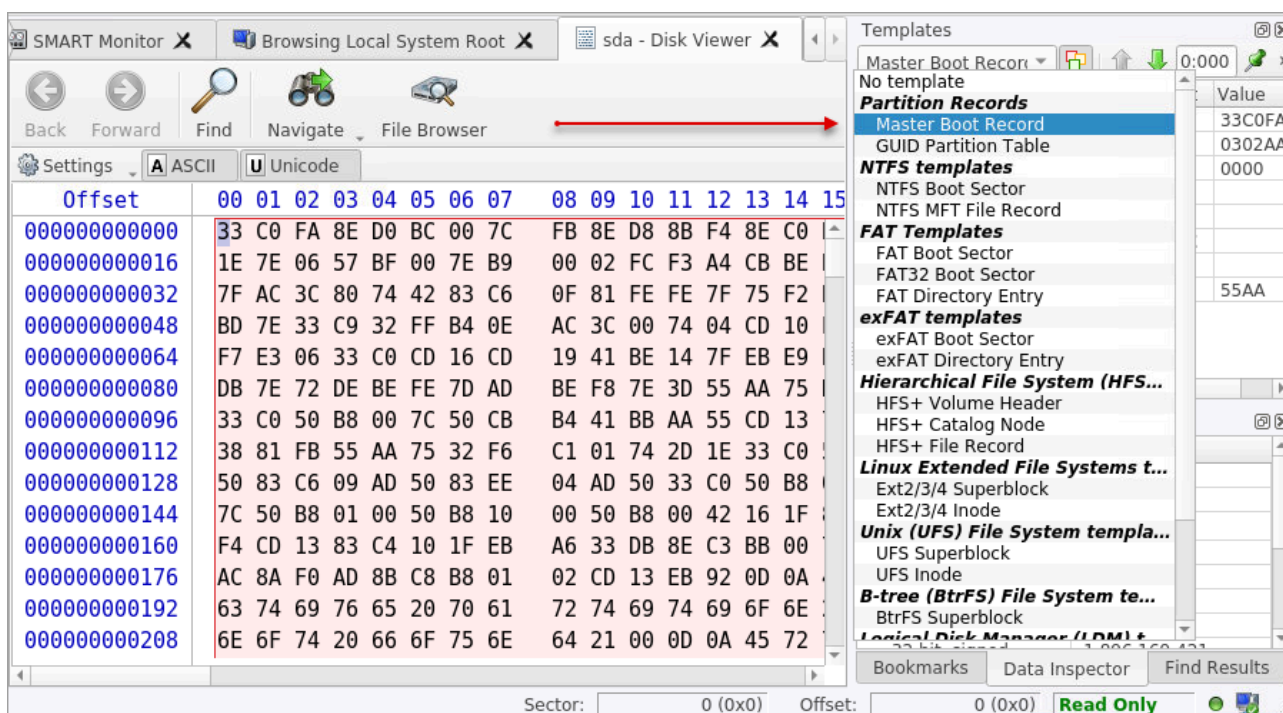 SMART Monitor X Browsing Local System Root X sda - Disk Viewer X
Back Forward Find Navigate File Browser
Settings A ASCII U Unicode
Offset 00 01 02 03 04 05 06 07 08 09 10 11 12 13 14 15
000000000000 33 C0 FA 8E D0 BC 00 7C FB 8E D8 8B F4 8E C0
000000000016 1E 7E 06 57 BF 00 7E B9 00 02 FC F3 A4 CB BE
000000000032 7F AC 3C 80 74 42 83 C6 0F 81 FE FE 7F 75 F2
000000000048 BD 7E 33 C9 32 FF B4 0E AC 3C 00 74 04 CD 10
000000000064 F7 E3 06 33 C0 CD 16 CD 19 41 BE 14 7F EB E9
000000000080 DB 7E 72 DE BE FE 7D AD BE F8 7E 3D 55 AA 75
000000000096 33 C0 50 B8 00 7C 50 CB B4 41 BB AA 55 CD 13
000000000112 38 81 FB 55 AA 75 32 F6 C1 01 74 2D 1E 33 C0
000000000128 50 83 C6 09 AD 50 83 EE 04 AD 50 33 C0 50 B8
000000000144 7C 50 B8 01 00 50 B8 10 00 50 B8 00 42 16 1F
000000000160 F4 CD 13 83 C4 10 1F EB A6 33 DB 8E C3 BB 00
000000000176 AC 8A F0 AD 8B C8 B8 01 02 CD 13 EB 92 0D 0A
000000000192 63 74 69 76 65 20 70 61 72 74 69 74 69 6F 6E
000000000208 6E 6F 74 20 66 6F 75 6E 64 21 00 0D 0A 45 72
Templates
Master Boot Recor 0:000
No template
Partition Records
Master Boot Record
GUID Partition Table
NTFS templates
NTFS Boot Sector
NTFS MFT File Record
FAT Templates
FAT Boot Sector
FAT32 Boot Sector
FAT Directory Entry
exFAT templates
exFAT Boot Sector
exFAT Directory Entry
Hierarchical File System (HFS...
HFS+ Volume Header
HFS+ Catalog Node
HFS+ File Record
Linux Extended File Systems t...
Ext2/3/4 Superblock
Ext2/3/4 Inode
Unix (UFS) File System templa...
UFS Superblock
UFS Inode
B-tree (BtrFS) File System te...
BtrFS Superblock
Logical Disk Manager (LDM) t...
Value
33C0FA
0302AA
0000
55AA
Bookmarks Data Inspector Find Results
Sector: 0 (0x0) Offset: 0 (0x0) Read Only